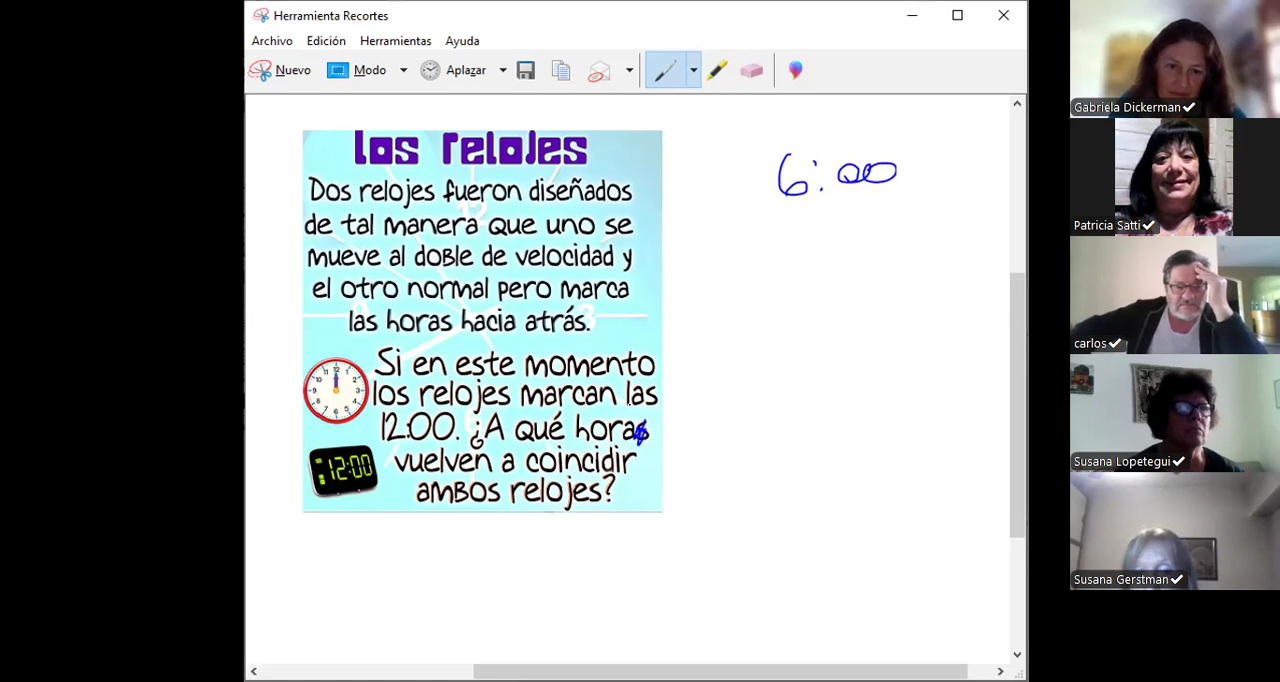 Herramienta Recortes
Archivo Edición Herramientas Ayuda
Nuevo Modo Aplazar
los relojes
Dos relojes fueron diseñados
de tal manera que uno se
mueve al doble de velocidad y
el otro normal pero marca
las horas hacia atrás.
Si en este momento
los relojes marcan las
12:00. ¿A qué horas
vuelven a coincidir
ambos relojes?
12:00
6:00
Gabriela Dickerman
Patricia Satti
carlos
Susana Lopetegui
Susana Gerstman